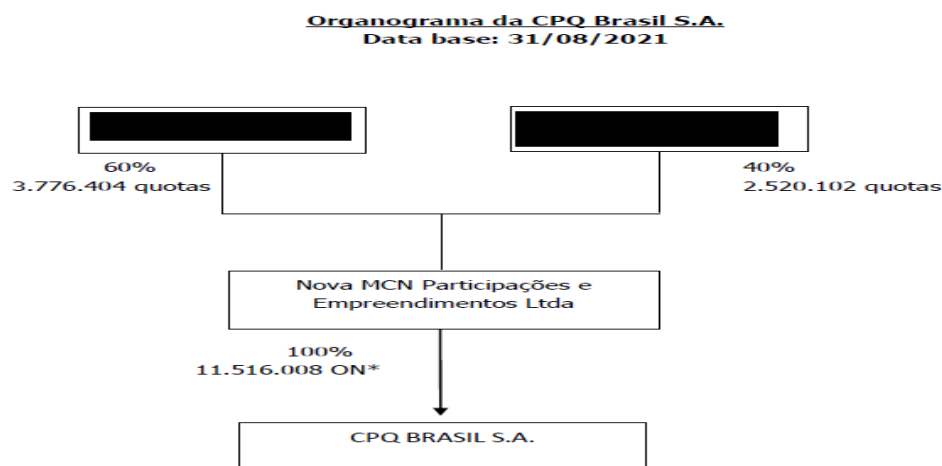 Organograma da CPQ Brasil S.A.
Data base: 31/08/2021
60%
3.776.404 quotas
40%
2.520.102 quotas
Nova MCN Participações e
Empreendimentos Ltda
100%
11.516.008 ON*
CPQ BRASIL S.A.